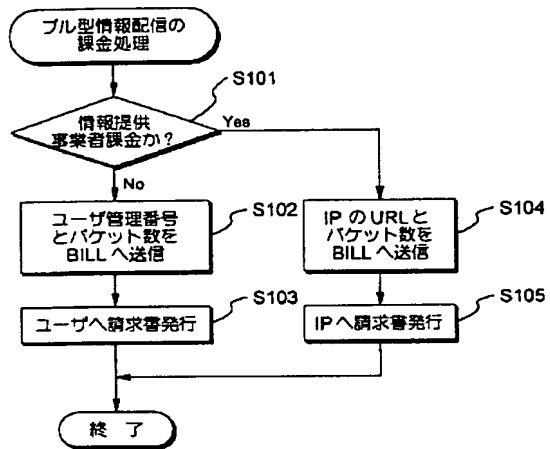 プル型情報配信の
課金処理
S101
情報提供
事業者課金か?
Yes
No
ユーザ管理番号
とパケット数を
BILLへ送信
S102
IPのURLと
パケット数を
BILLへ送信
S104
ユーザへ請求書発行
S103
IPへ請求書発行
S105
終 了